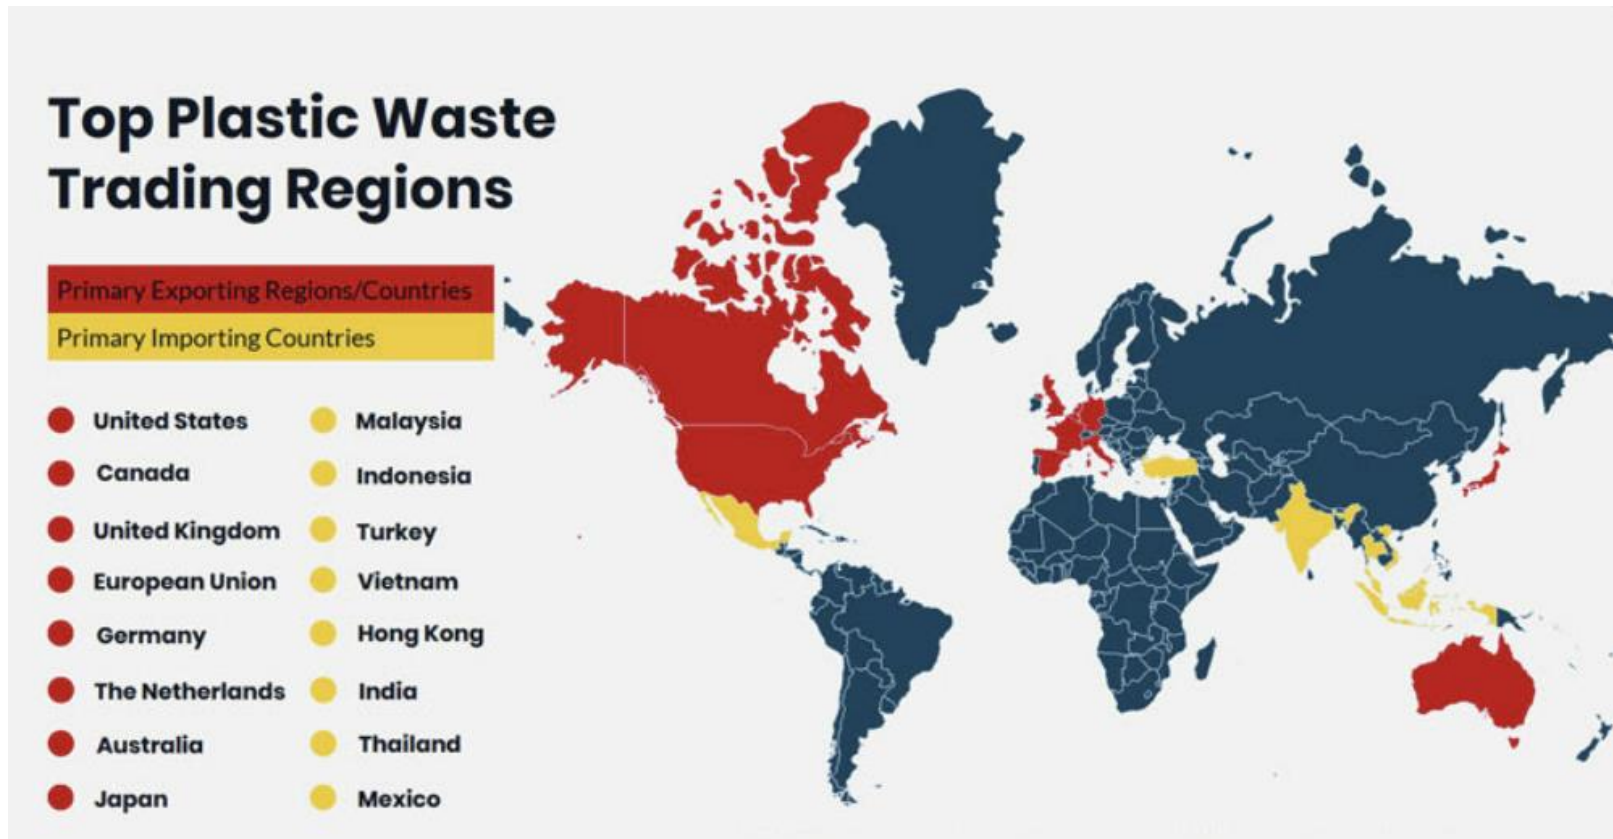 Top Plastic Waste
Trading Regions
Primary Exporting Regions/Countries
Primary Importing Countries
United States
Canada
United Kingdom
European Union
Germany
The Netherlands
Australia
Japan
Malaysia
Indonesia
Turkey
Vietnam
Hong Kong
India
Thailand
Mexico